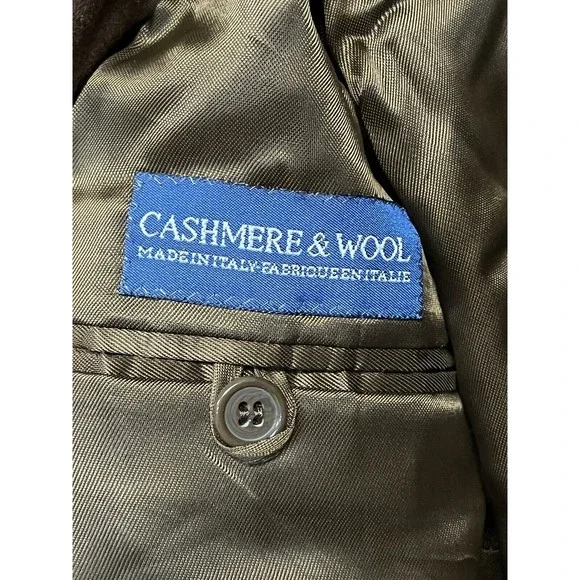 CASHMERE & WOOL
MADE IN ITALY-FABRIQUE EN ITALIE